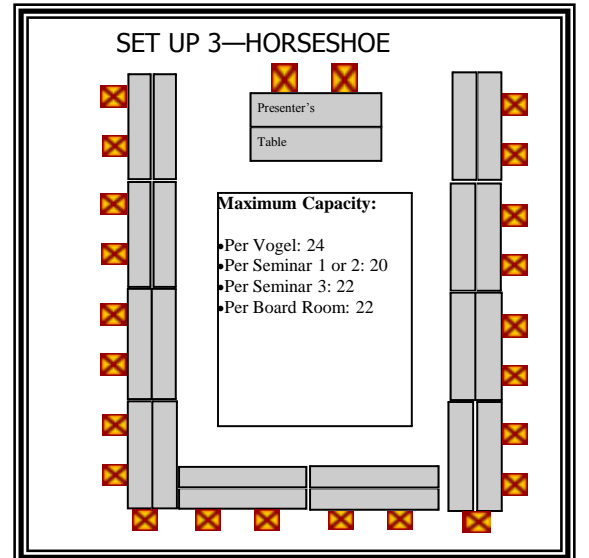 SET UP 3—HORSESHOE
Presenter's
Table
Maximum Capacity:
•Per Vogel: 24
•Per Seminar 1 or 2: 20
•Per Seminar 3: 22
•Per Board Room: 22